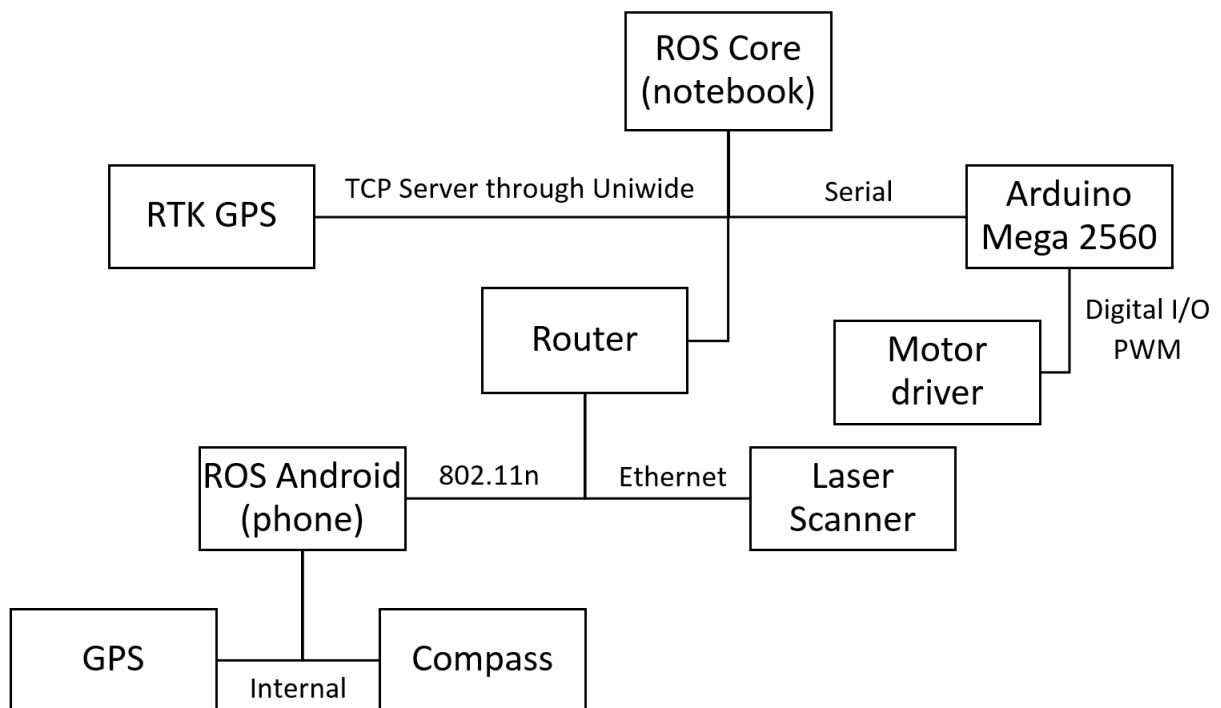 ROS Core
(notebook)
TCP Server through Uniwide
Serial
RTK GPS
Arduino
Mega 2560
Router
Digital I/O
PWM
Motor
driver
ROS Android
(phone)
802.11n
Ethernet
Laser
Scanner
GPS
Compass
Internal